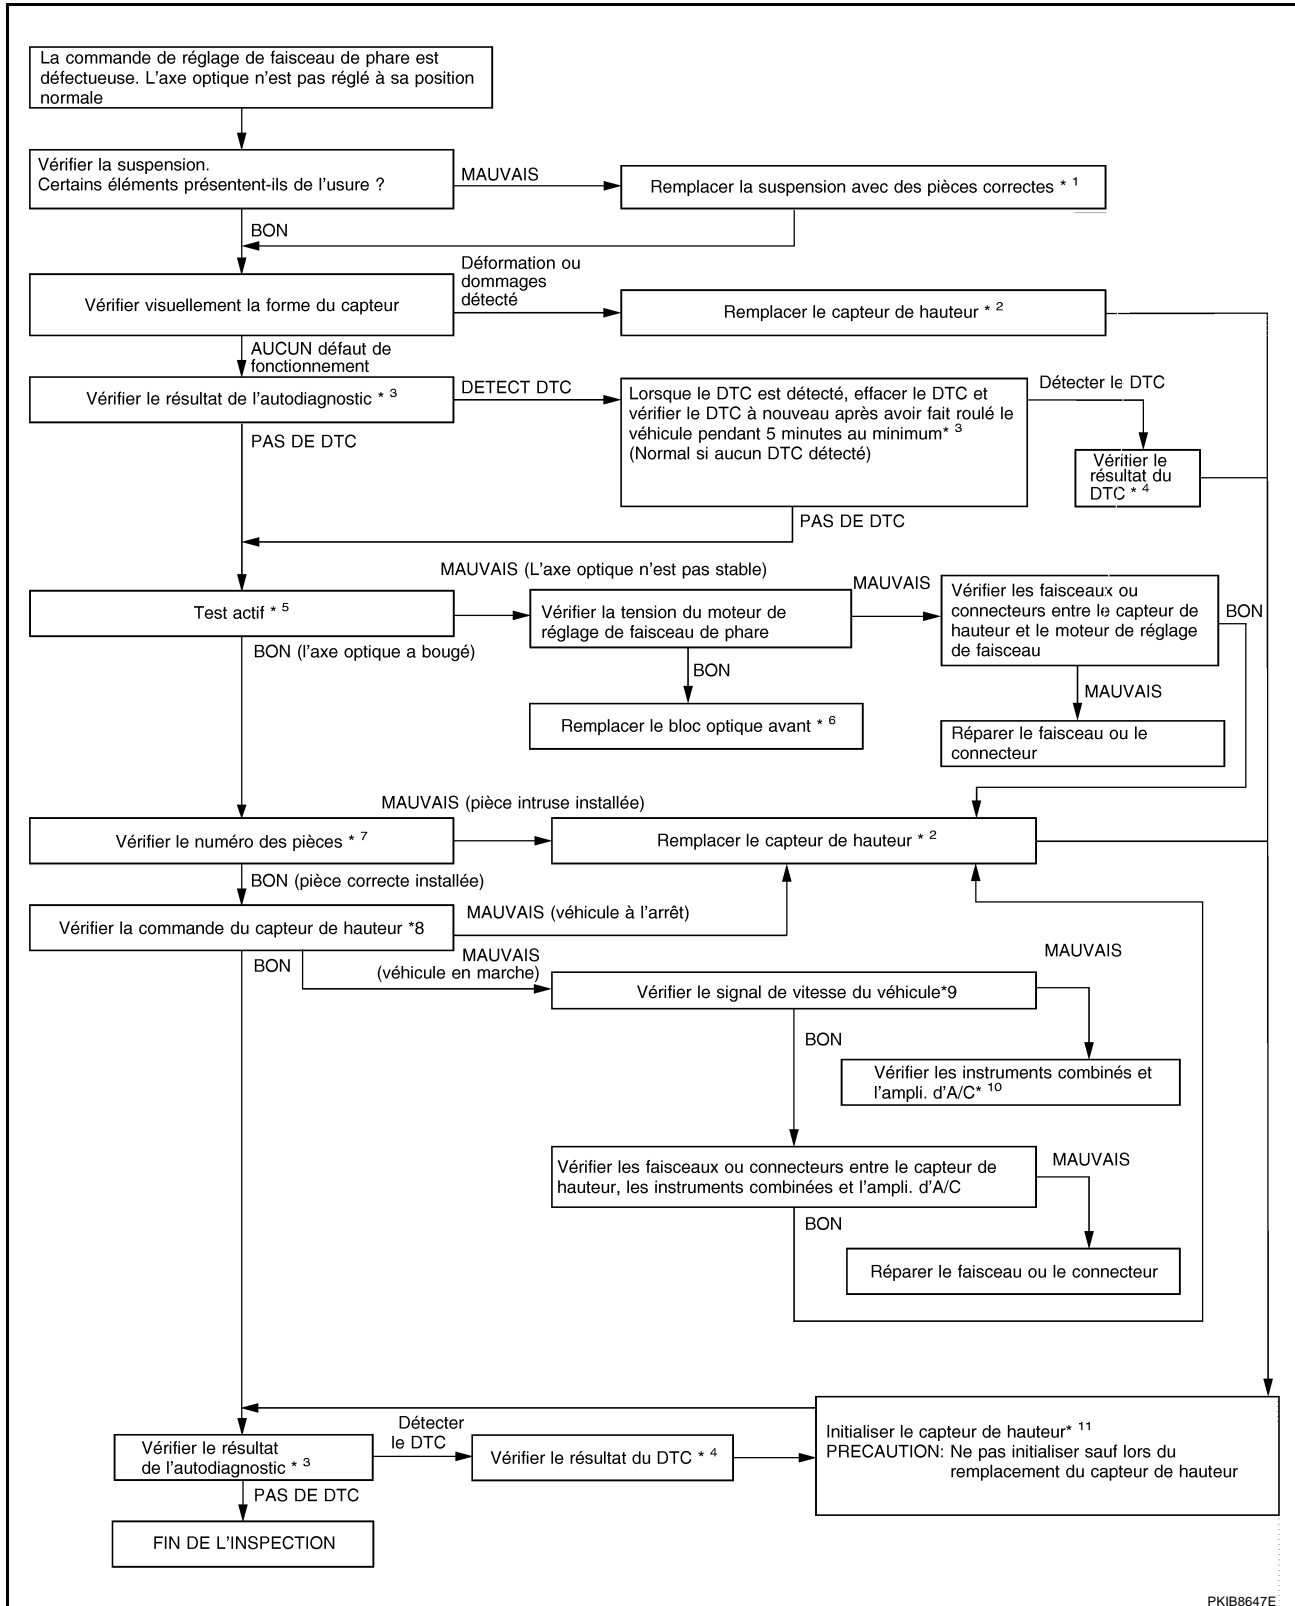 La commande de réglage de faisceau de phare est
défectueuse. L'axe optique n'est pas réglé à sa position
normale
Vérifier la suspension.
Certains éléments présentent-ils de l'usure ?
MAUVAIS
Remplacer la suspension avec des pièces correctes * 1
BON
Vérifier visuellement la forme du capteur
Déformation ou
dommages
détecté
Remplacer le capteur de hauteur * 2
AUCUN défaut de
fonctionnement
Vérifier le résultat de l'autodiagnostic * 3
DETECT DTC
Lorsque le DTC est détecté, effacer le DTC et
vérifier le DTC à nouveau après avoir fait roulé le
véhicule pendant 5 minutes au minimum* 3
(Normal si aucun DTC détecté)
Détecter le DTC
Véritier le
résultat du
DTC * 4
PAS DE DTC
PAS DE DTC
MAUVAIS (L'axe optique n'est pas stable)
Test actif * 5
Vérifier la tension du moteur de
réglage de faisceau de phare
MAUVAIS
Vérifier les faisceaux ou
connecteurs entre le capteur de
hauteur et le moteur de réglage
de faisceau
BON
BON (l'axe optique a bougé)
BON
Remplacer le bloc optique avant * 6
MAUVAIS
Réparer le faisceau ou le
connecteur
MAUVAIS (pièce intruse installée)
Vérifier le numéro des pièces * 7
Remplacer le capteur de hauteur * 2
BON (pièce correcte installée)
Vérifier la commande du capteur de hauteur *8
MAUVAIS (véhicule à l'arrêt)
BON
MAUVAIS
(véhicule en marche)
Vérifier le signal de vitesse du véhicule*9
MAUVAIS
BON
Vérifier les instruments combinés et
l'ampli. d'A/C* 10
Vérifier les faisceaux ou connecteurs entre le capteur de
hauteur, les instruments combinées et l'ampli. d'A/C
MAUVAIS
BON
Réparer le faisceau ou le connecteur
Vérifier le résultat
de l'autodiagnostic * 3
Détecter
le DTC
Vérifier le résultat du DTC * 4
Initialiser le capteur de hauteur* 11
PRECAUTION: Ne pas initialiser sauf lors du
remplacement du capteur de hauteur
PAS DE DTC
FIN DE L'INSPECTION
PKIB8647E